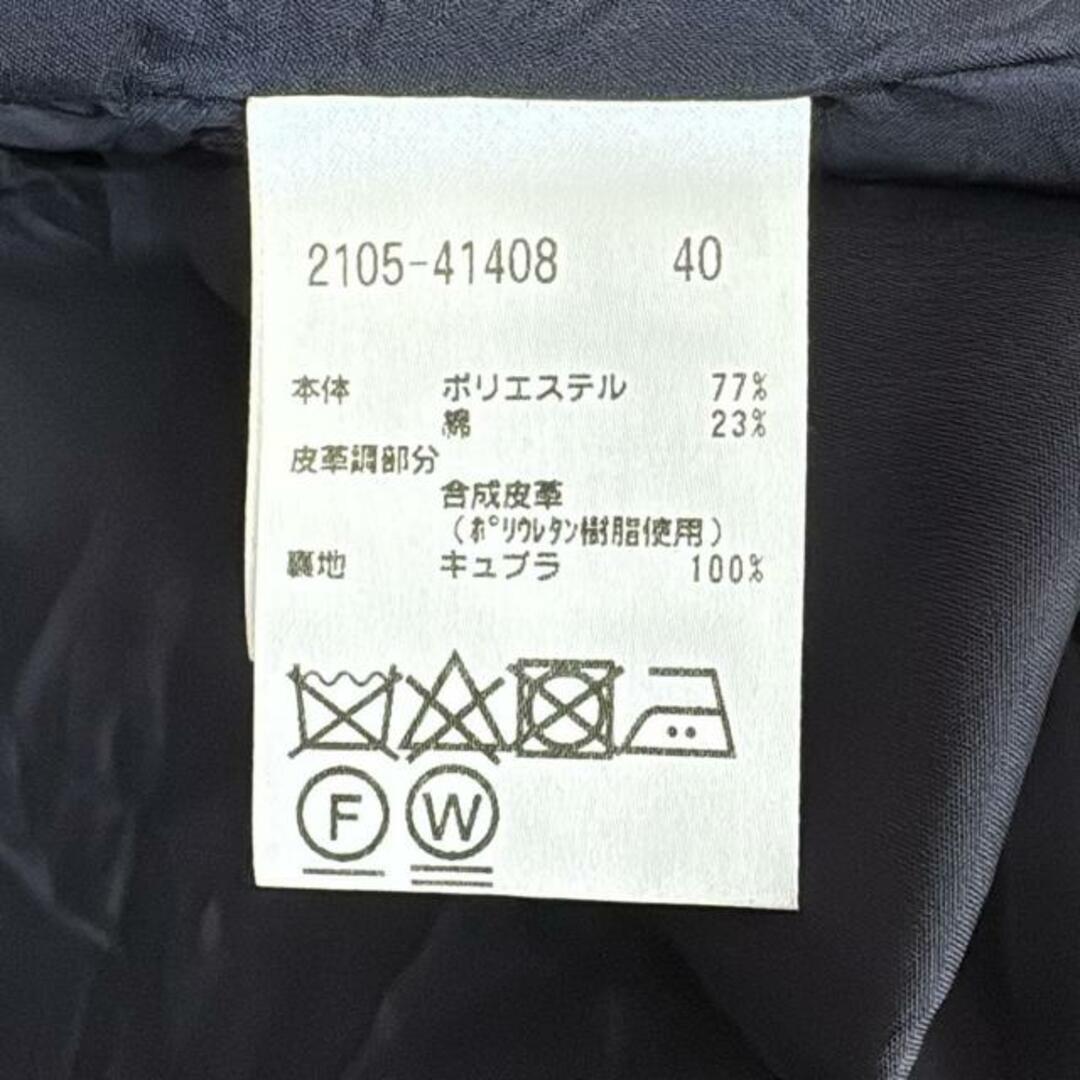 2105-41408 40
本体 ポリエステル 77%
綿 23%
皮革調部分
合成皮革
(ポリウレタン樹脂使用)
裏地 キュプラ 100%
F W